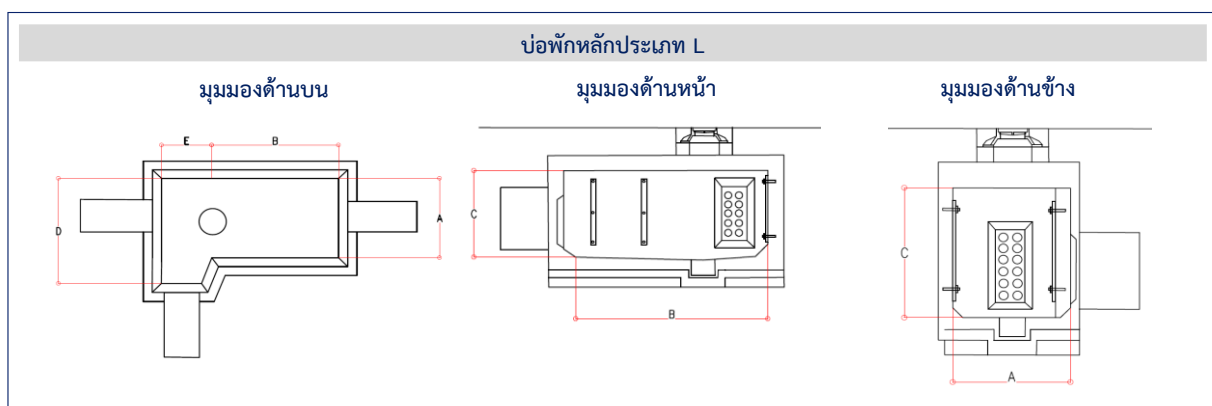 บ่อพักหลักประเภท L
มุมมองด้านบน
มุมมองด้านหน้า
มุมมองด้านข้าง
E B
D
A
C
B
C
A